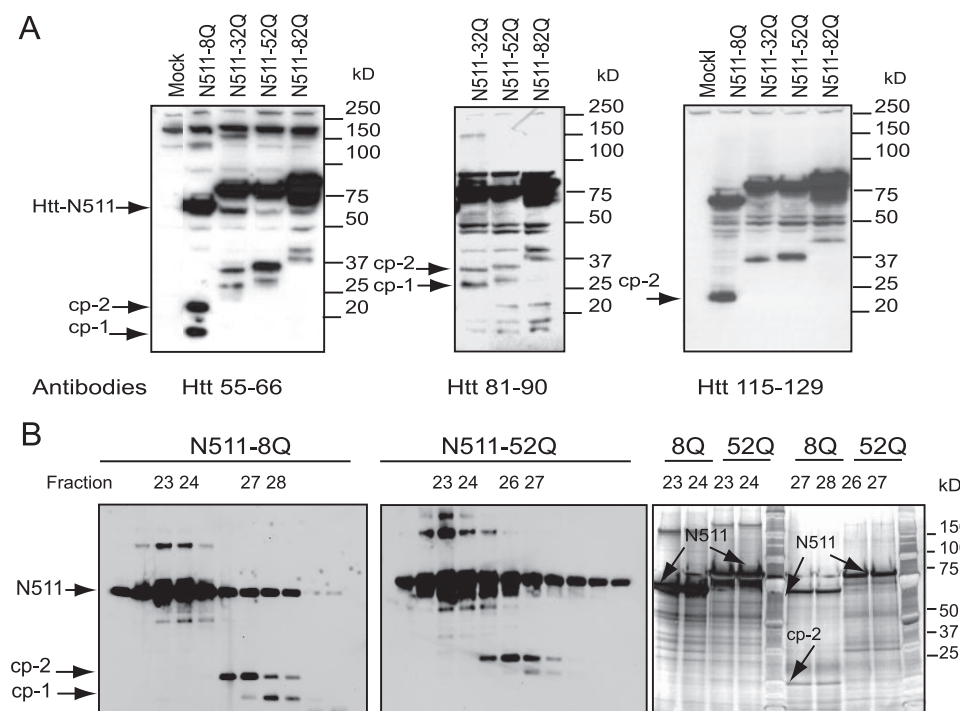 A
Mock
N511-8Q
N511-32Q
N511-52Q
N511-82Q
kD
250
150
100
75
50
37
25
20
Htt-N511
cp-2
cp-1
N511-32Q
N511-52Q
N511-82Q
kD
250
150
100
75
50
37
25
20
cp-2
cp-1
MockI
N511-8Q
N511-32Q
N511-52Q
N511-82Q
kD
250
150
100
75
50
37
25
20
cp-2
Antibodies Htt 55-66 Htt 81-90 Htt 115-129
B
N511-8Q
N511-52Q
8Q 52Q 8Q 52Q
Fraction 23 24 27 28
23 24 26 27
23 24 23 24 27 28 26 27
kD
N511
cp-2
cp-1
N511
N511
cp-2
150
100
75
50
37
25